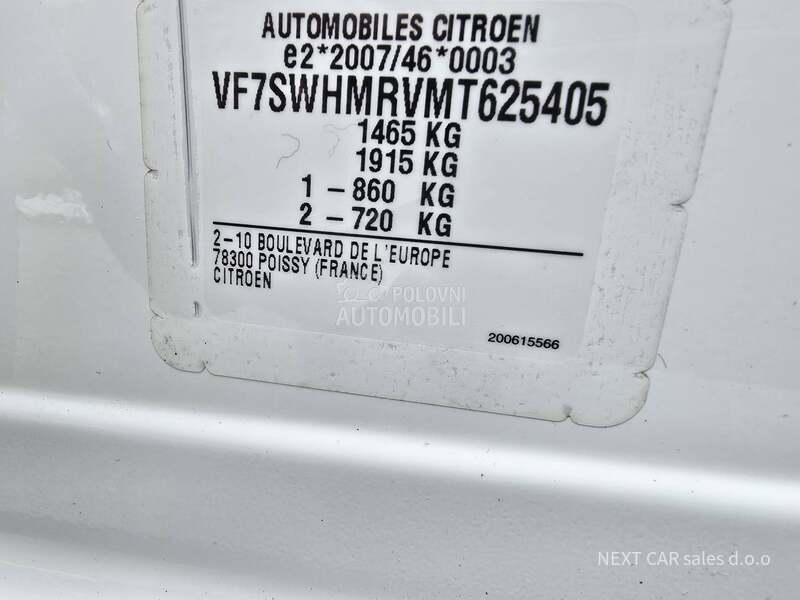 AUTOMOBILES CITROEN
e2*2007/46*0003
VF7SWHMRVMT625405
1465 KG
1915 KG
1 - 860 KG
2 - 720 KG
2-10 BOULEVARD DE L'EUROPE
78300 POISSY (FRANCE)
CITROEN
POLOVNI
AUTOMOBILI
200615566
NEXT CAR sales d.o.o